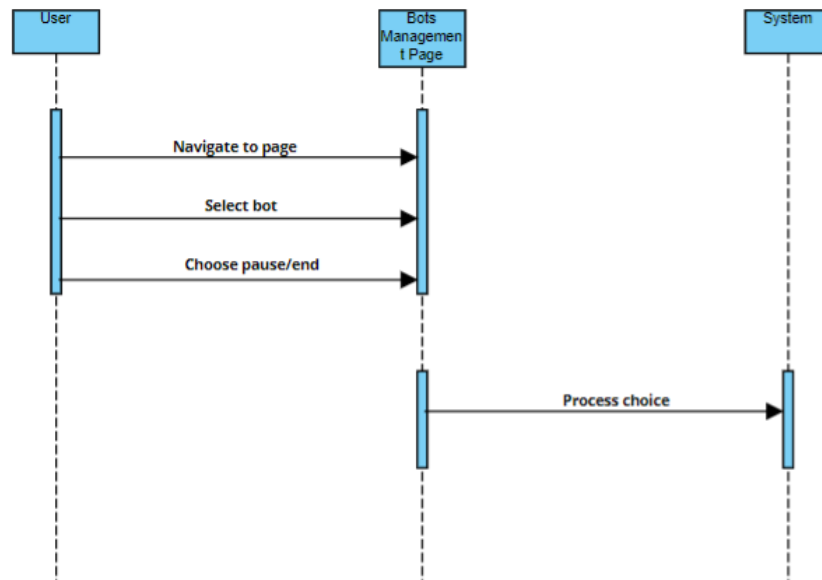 User
Bots
Managemen
t Page
System
Navigate to page
Select bot
Choose pause/end
Process choice